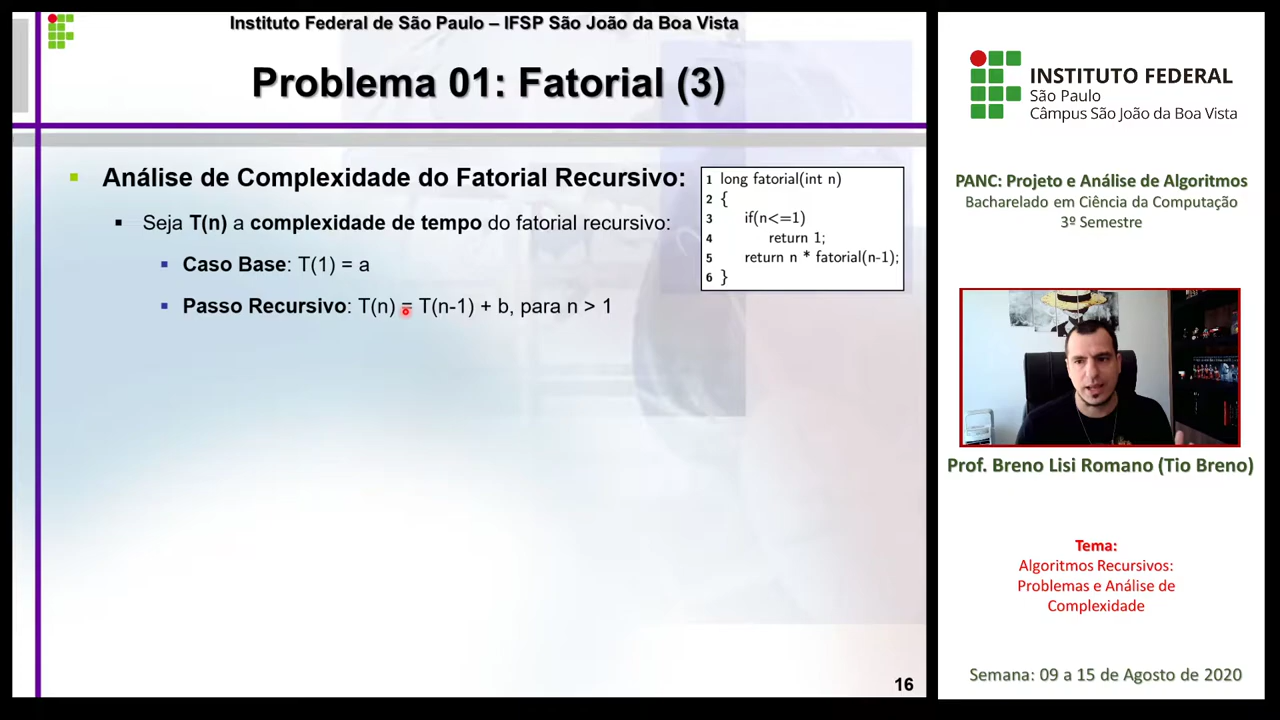 Instituto Federal de São Paulo – IFSP São João da Boa Vista
Problema 01: Fatorial (3)
Análise de Complexidade do Fatorial Recursivo:
Seja T(n) a complexidade de tempo do fatorial recursivo:
Caso Base: T(1) = a
Passo Recursivo: T(n) = T(n-1) + b, para n > 1
1 long fatorial(int n)
2 {
3 if(n<=1)
4 return 1;
5 return n * fatorial(n-1);
6 }
16
INSTITUTO FEDERAL
São Paulo
Câmpus São João da Boa Vista
PANC: Projeto e Análise de Algoritmos
Bacharelado em Ciência da Computação
3º Semestre
Prof. Breno Lisi Romano (Tio Breno)
Tema:
Algoritmos Recursivos:
Problemas e Análise de
Complexidade
Semana: 09 a 15 de Agosto de 2020